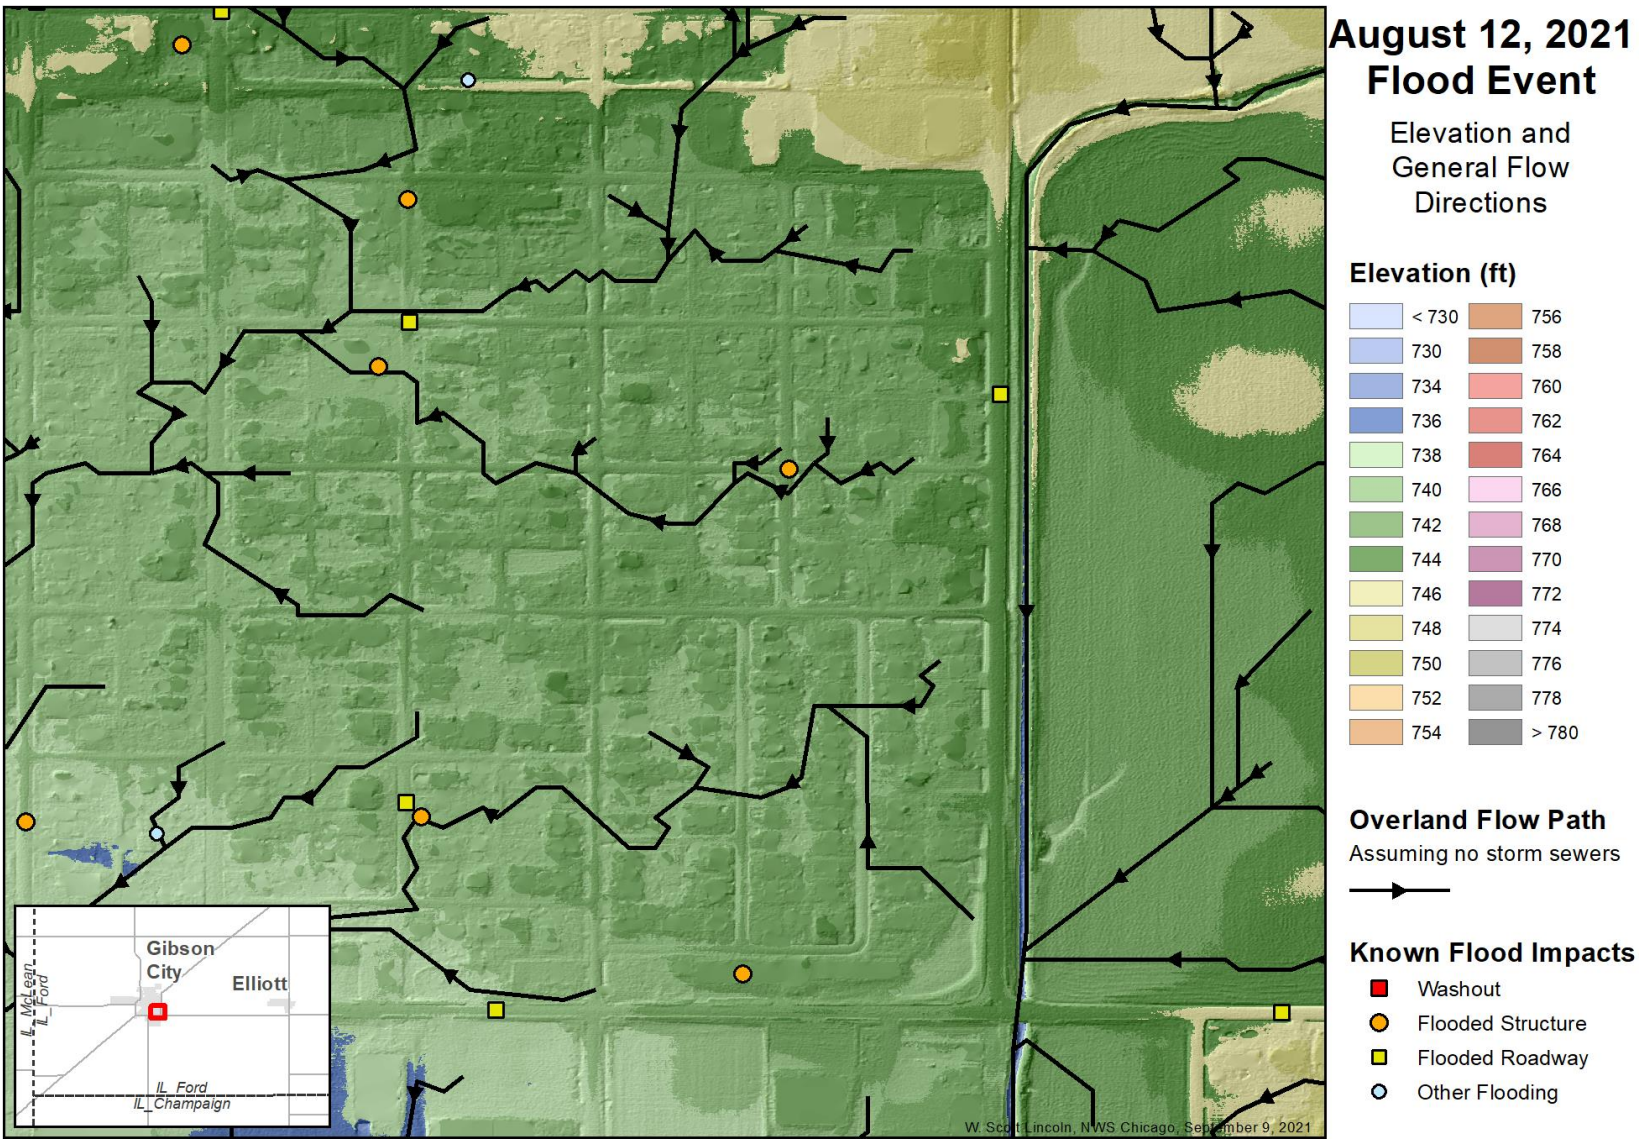 August 12, 2021
Flood Event
Elevation and
General Flow
Directions
Elevation (ft)
< 730
730
734
736
738
740
742
744
746
748
750
752
754
756
758
760
762
764
766
768
770
772
774
776
778
> 780
Overland Flow Path
Assuming no storm sewers
Known Flood Impacts
Washout
Flooded Structure
Flooded Roadway
Other Flooding
Gibson
City
Elliott
IL_McLean
IL_Ford
IL_Ford
IL_Champaign
W. Scott Lincoln, NWS Chicago, September 9, 2021